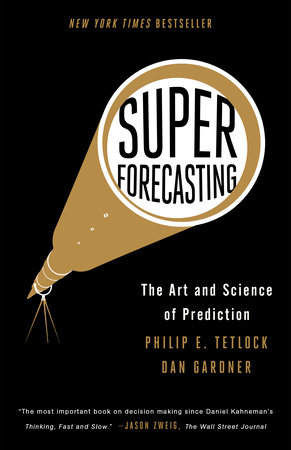 NEW YORK TIMES BESTSELLER
SUPER
FORECASTING
The Art and Science
of Prediction
PHILIP E. TETLOCK
DAN GARDNER
"The most important book on decision making since Daniel Kahneman's
Thinking, Fast and Slow." —JASON ZWEIG, The Wall Street Journal